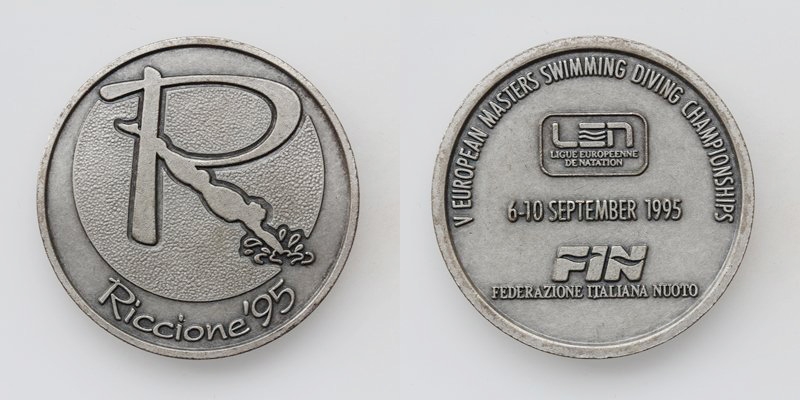 R
Riccione'95
V EUROPEAN MASTERS SWIMMING DIVING CHAMPIONSHIPS
LEN
LIGUE EUROPEENNE
DE NATATION
6-10 SEPTEMBER 1995
FIN
FEDERAZIONE ITALIANA NUOTO